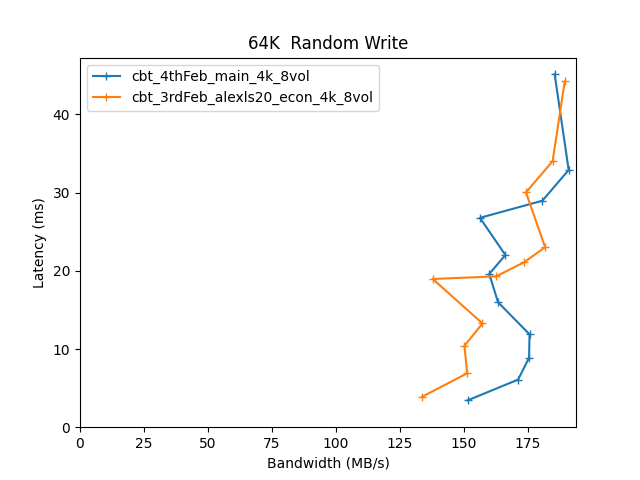 64K  Random Write
cbt_4thFeb_main_4k_8vol
cbt_3rdFeb_alexls20_econ_4k_8vol
Latency (ms)
40
30
20
10
0
0 25 50 75 100 125 150 175
Bandwidth (MB/s)